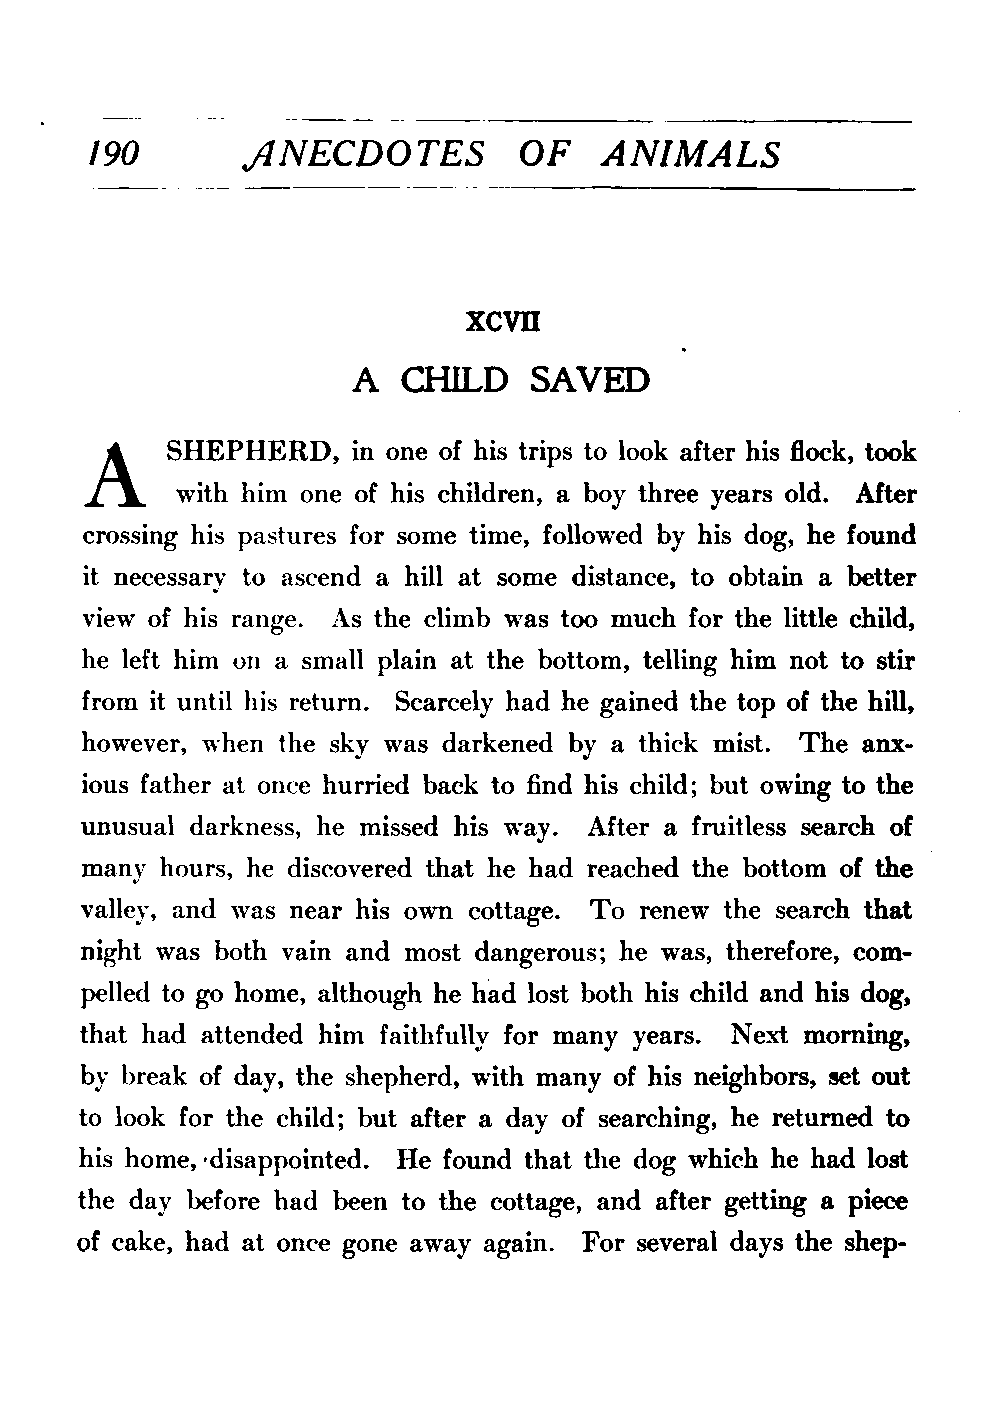 190 ANECDOTES OF ANIMALS
XCVII
A CHILD SAVED
A SHEPHERD, in one of his trips to look after his flock, took
with him one of his children, a boy three years old. After
crossing his pastures for some time, followed by his dog, he found
it necessary to ascend a hill at some distance, to obtain a better
view of his range. As the climb was too much for the little child,
he left him on a small plain at the bottom, telling him not to stir
from it until his return. Scarcely had he gained the top of the hill,
however, when the sky was darkened by a thick mist. The anx-
ious father at once hurried back to find his child; but owing to the
unusual darkness, he missed his way. After a fruitless search of
many hours, he discovered that he had reached the bottom of the
valley, and was near his own cottage. To renew the search that
night was both vain and most dangerous; he was, therefore, com-
pelled to go home, although he had lost both his child and his dog,
that had attended him faithfully for many years. Next morning,
by break of day, the shepherd, with many of his neighbors, set out
to look for the child; but after a day of searching, he returned to
his home, disappointed. He found that the dog which he had lost
the day before had been to the cottage, and after getting a piece
of cake, had at once gone away again. For several days the shep-